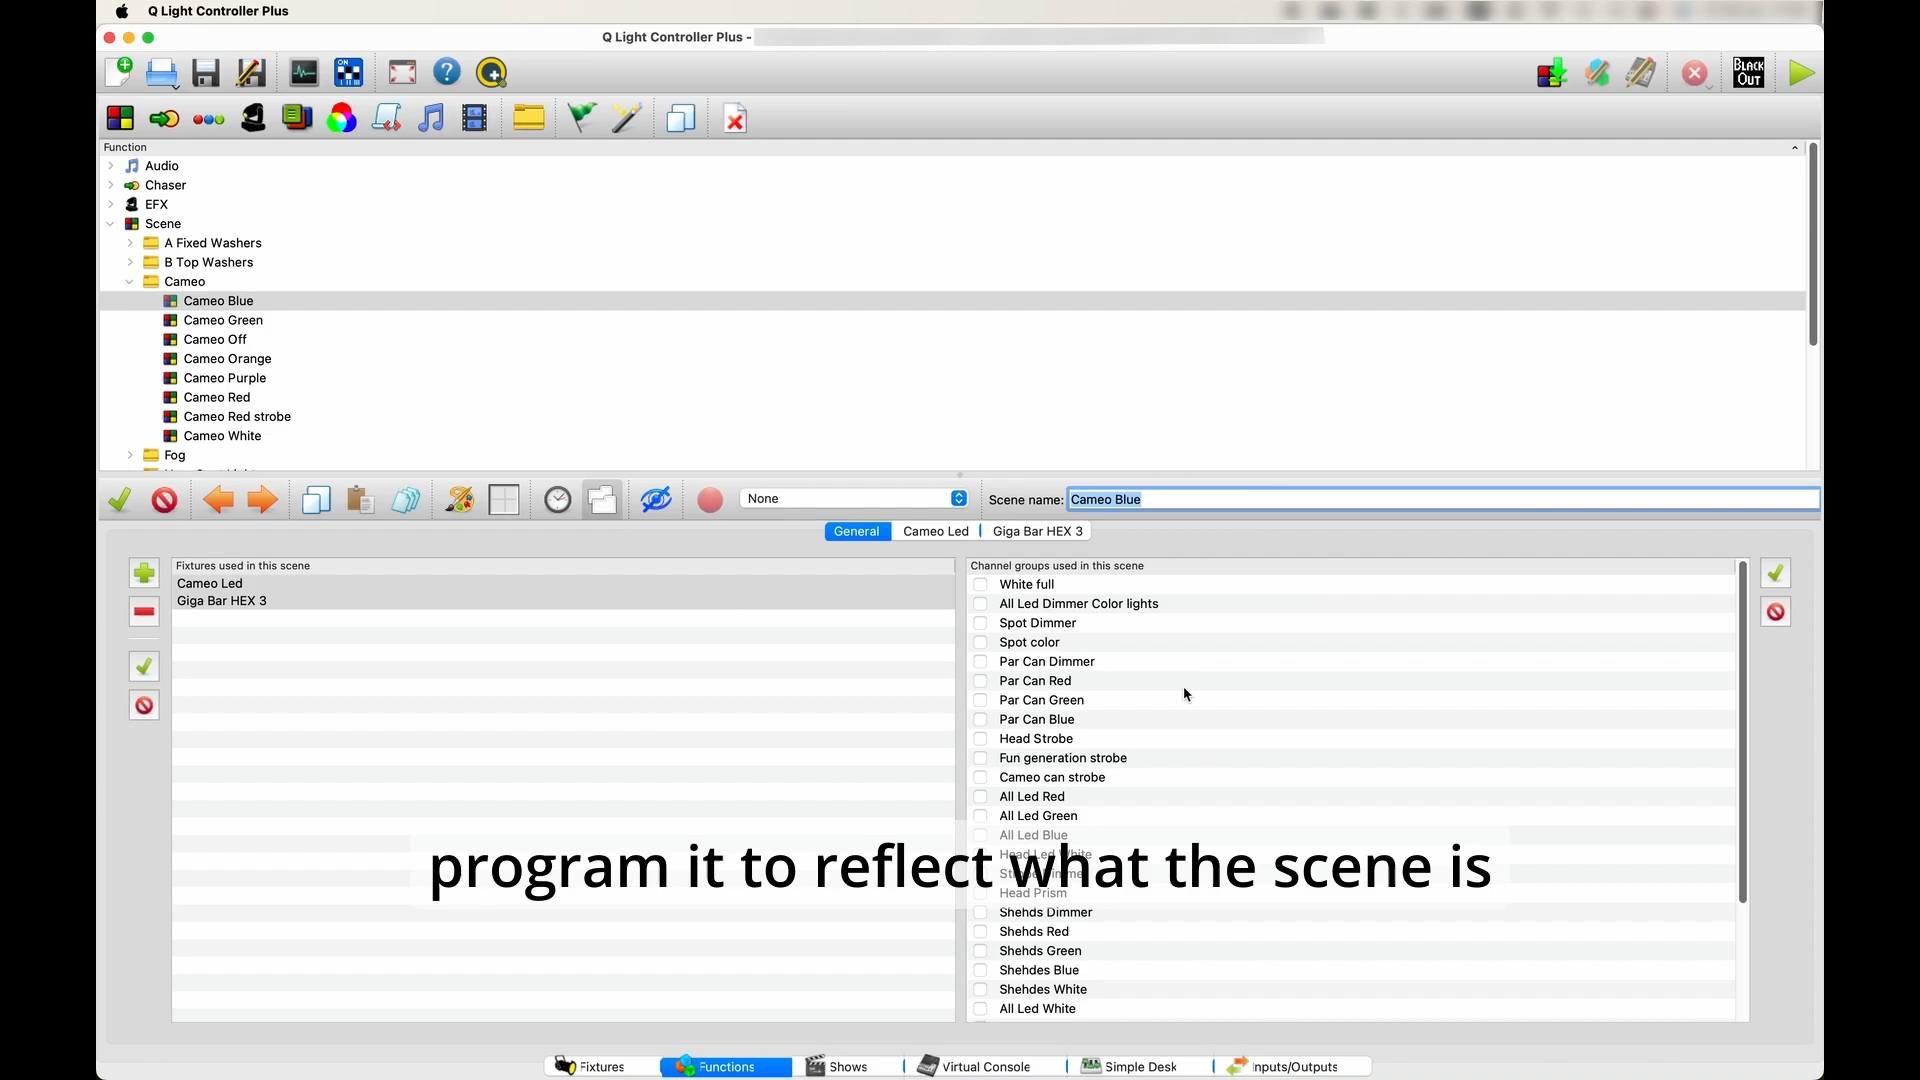 Q Light Controller Plus
Q Light Controller Plus -
ON
BLACK OUT
Function
Audio
Chaser
EFX
Scene
A Fixed Washers
B Top Washers
Cameo
Cameo Blue
Cameo Green
Cameo Off
Cameo Orange
Cameo Purple
Cameo Red
Cameo Red strobe
Cameo White
Fog
None
Scene name: Cameo Blue
General Cameo Led Giga Bar HEX 3
Fixtures used in this scene
Cameo Led
Giga Bar HEX 3
Channel groups used in this scene
White full
All Led Dimmer Color lights
Spot Dimmer
Spot color
Par Can Dimmer
Par Can Red
Par Can Green
Par Can Blue
Head Strobe
Fun generation strobe
Cameo can strobe
All Led Red
All Led Green
All Led Blue
Head Led White
Head Prism
Shehds Dimmer
Shehds Red
Shehds Green
Shehdes Blue
Shehdes White
All Led White
program it to reflect what the scene is
Fixtures Functions Shows Virtual Console Simple Desk Inputs/Outputs